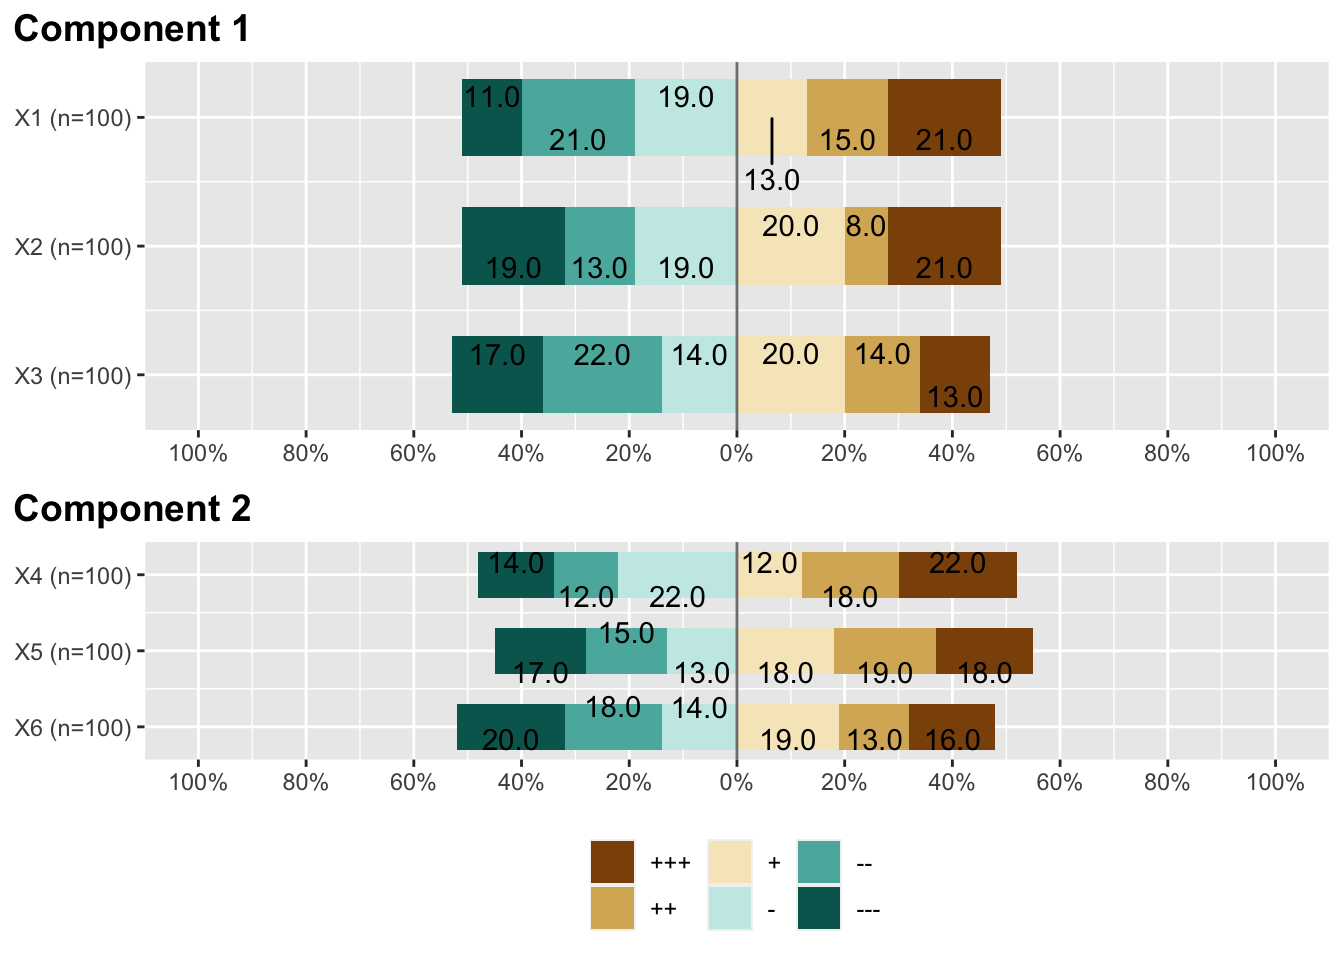 Component 1
11.0 19.0
X1 (n=100)
21.0 15.0 21.0
13.0
20.0 8.0
X2 (n=100)
19.0 13.0 19.0 21.0
17.0 22.0 14.0 20.0 14.0
X3 (n=100)
13.0
100% 80% 60% 40% 20% 0% 20% 40% 60% 80% 100%
Component 2
14.0 12.0 22.0
X4 (n=100)
12.0 22.0 18.0
15.0
X5 (n=100)
17.0 13.0 18.0 19.0 18.0
18.0 14.0
X6 (n=100)
20.0 19.0 13.0 16.0
100% 80% 60% 40% 20% 0% 20% 40% 60% 80% 100%
+++ + --
++ - ---